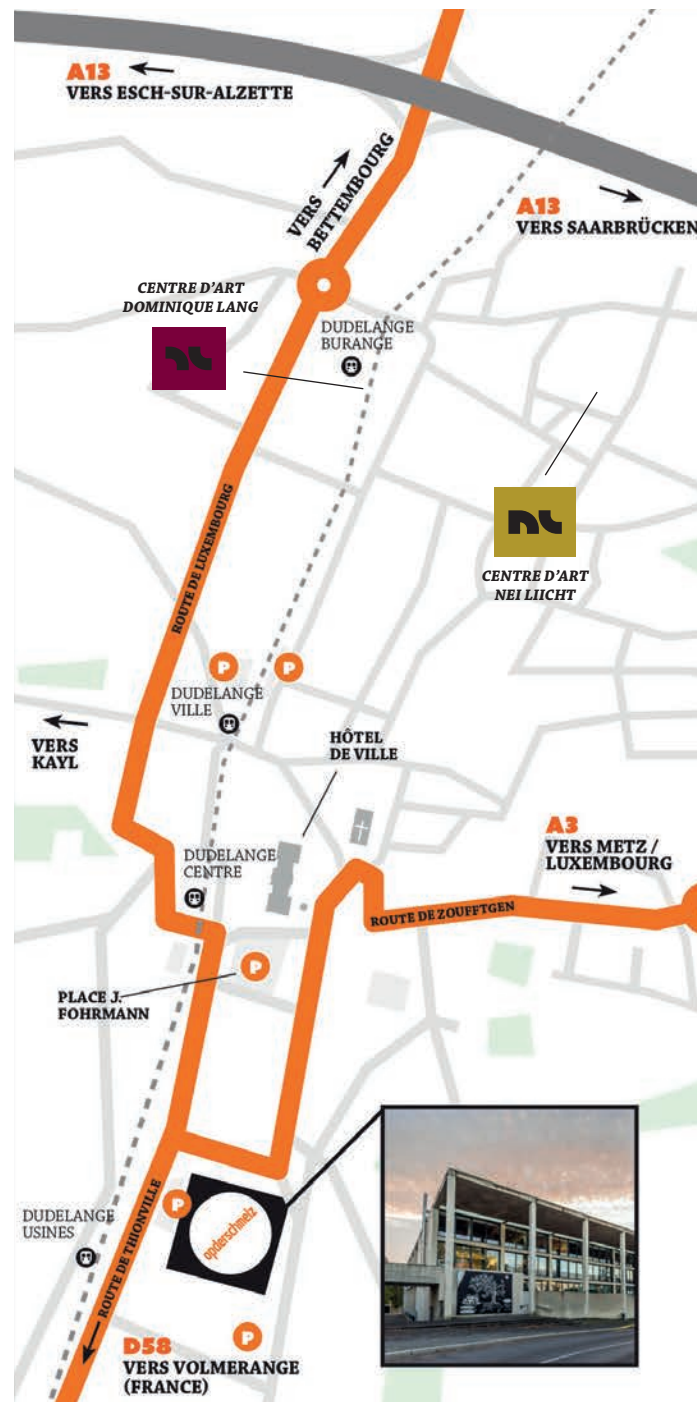 A13
VERS ESCH-SUR-ALZETTE
VERS
BETTEMBOURG
A13
VERS SAARBRÜCKEN
CENTRE D'ART
DOMINIQUE LANG
DUDELANGE
BURANGE
CENTRE D'ART
NEI LIICHT
ROUTE DE LUXEMBOURG
P
P
DUDELANGE
VILLE
VERS
KAYL
HÔTEL
DE VILLE
DUDELANGE
CENTRE
A3
VERS METZ /
LUXEMBOURG
ROUTE DE ZOUFFTGEN
P
PLACE J.
FOHRMANN
P
opderschmelz
DUDELANGE
USINES
ROUTE DE THIONVILLE
P
D58
VERS VOLMERANGE
(FRANCE)